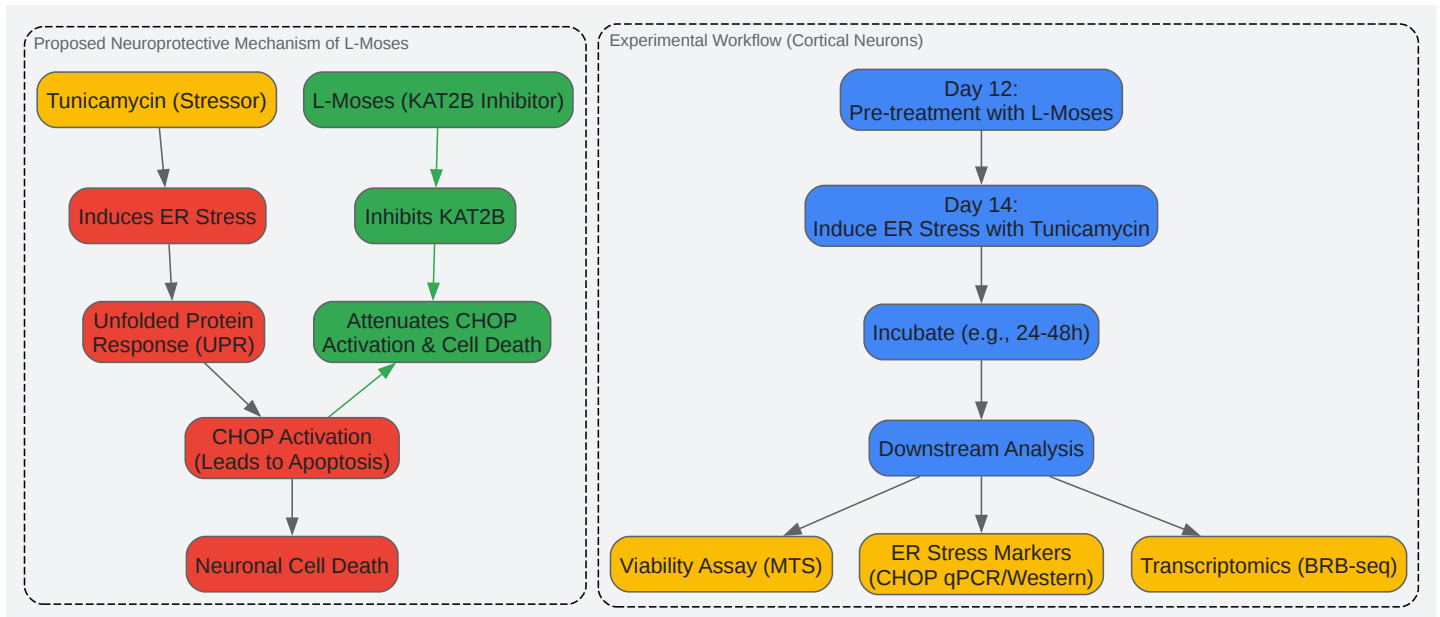 Proposed Neuroprotective Mechanism of L-Moses
Tunicamycin (Stressor)
L-Moses (KAT2B Inhibitor)
Induces ER Stress
Inhibits KAT2B
Unfolded Protein
Response (UPR)
Attenuates CHOP
Activation & Cell Death
CHOP Activation
(Leads to Apoptosis)
Neuronal Cell Death
Experimental Workflow (Cortical Neurons)
Day 12:
Pre-treatment with L-Moses
Day 14:
Induce ER Stress with Tunicamycin
Incubate (e.g., 24-48h)
Downstream Analysis
Viability Assay (MTS)
ER Stress Markers
(CHOP qPCR/Western)
Transcriptomics (BRB-seq)